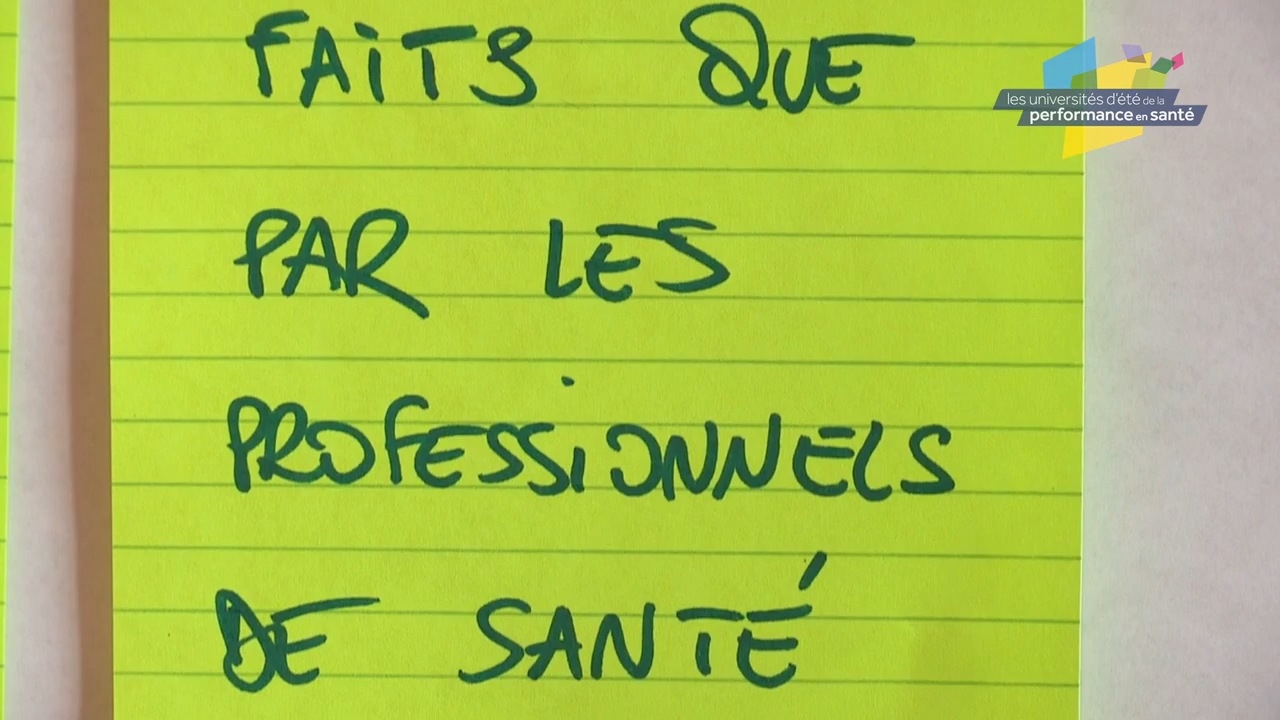 FAiTS QUE
PAR LES
PROFESSiONNELS
DE SANTÉ
les universités d'été de la
performance en santé